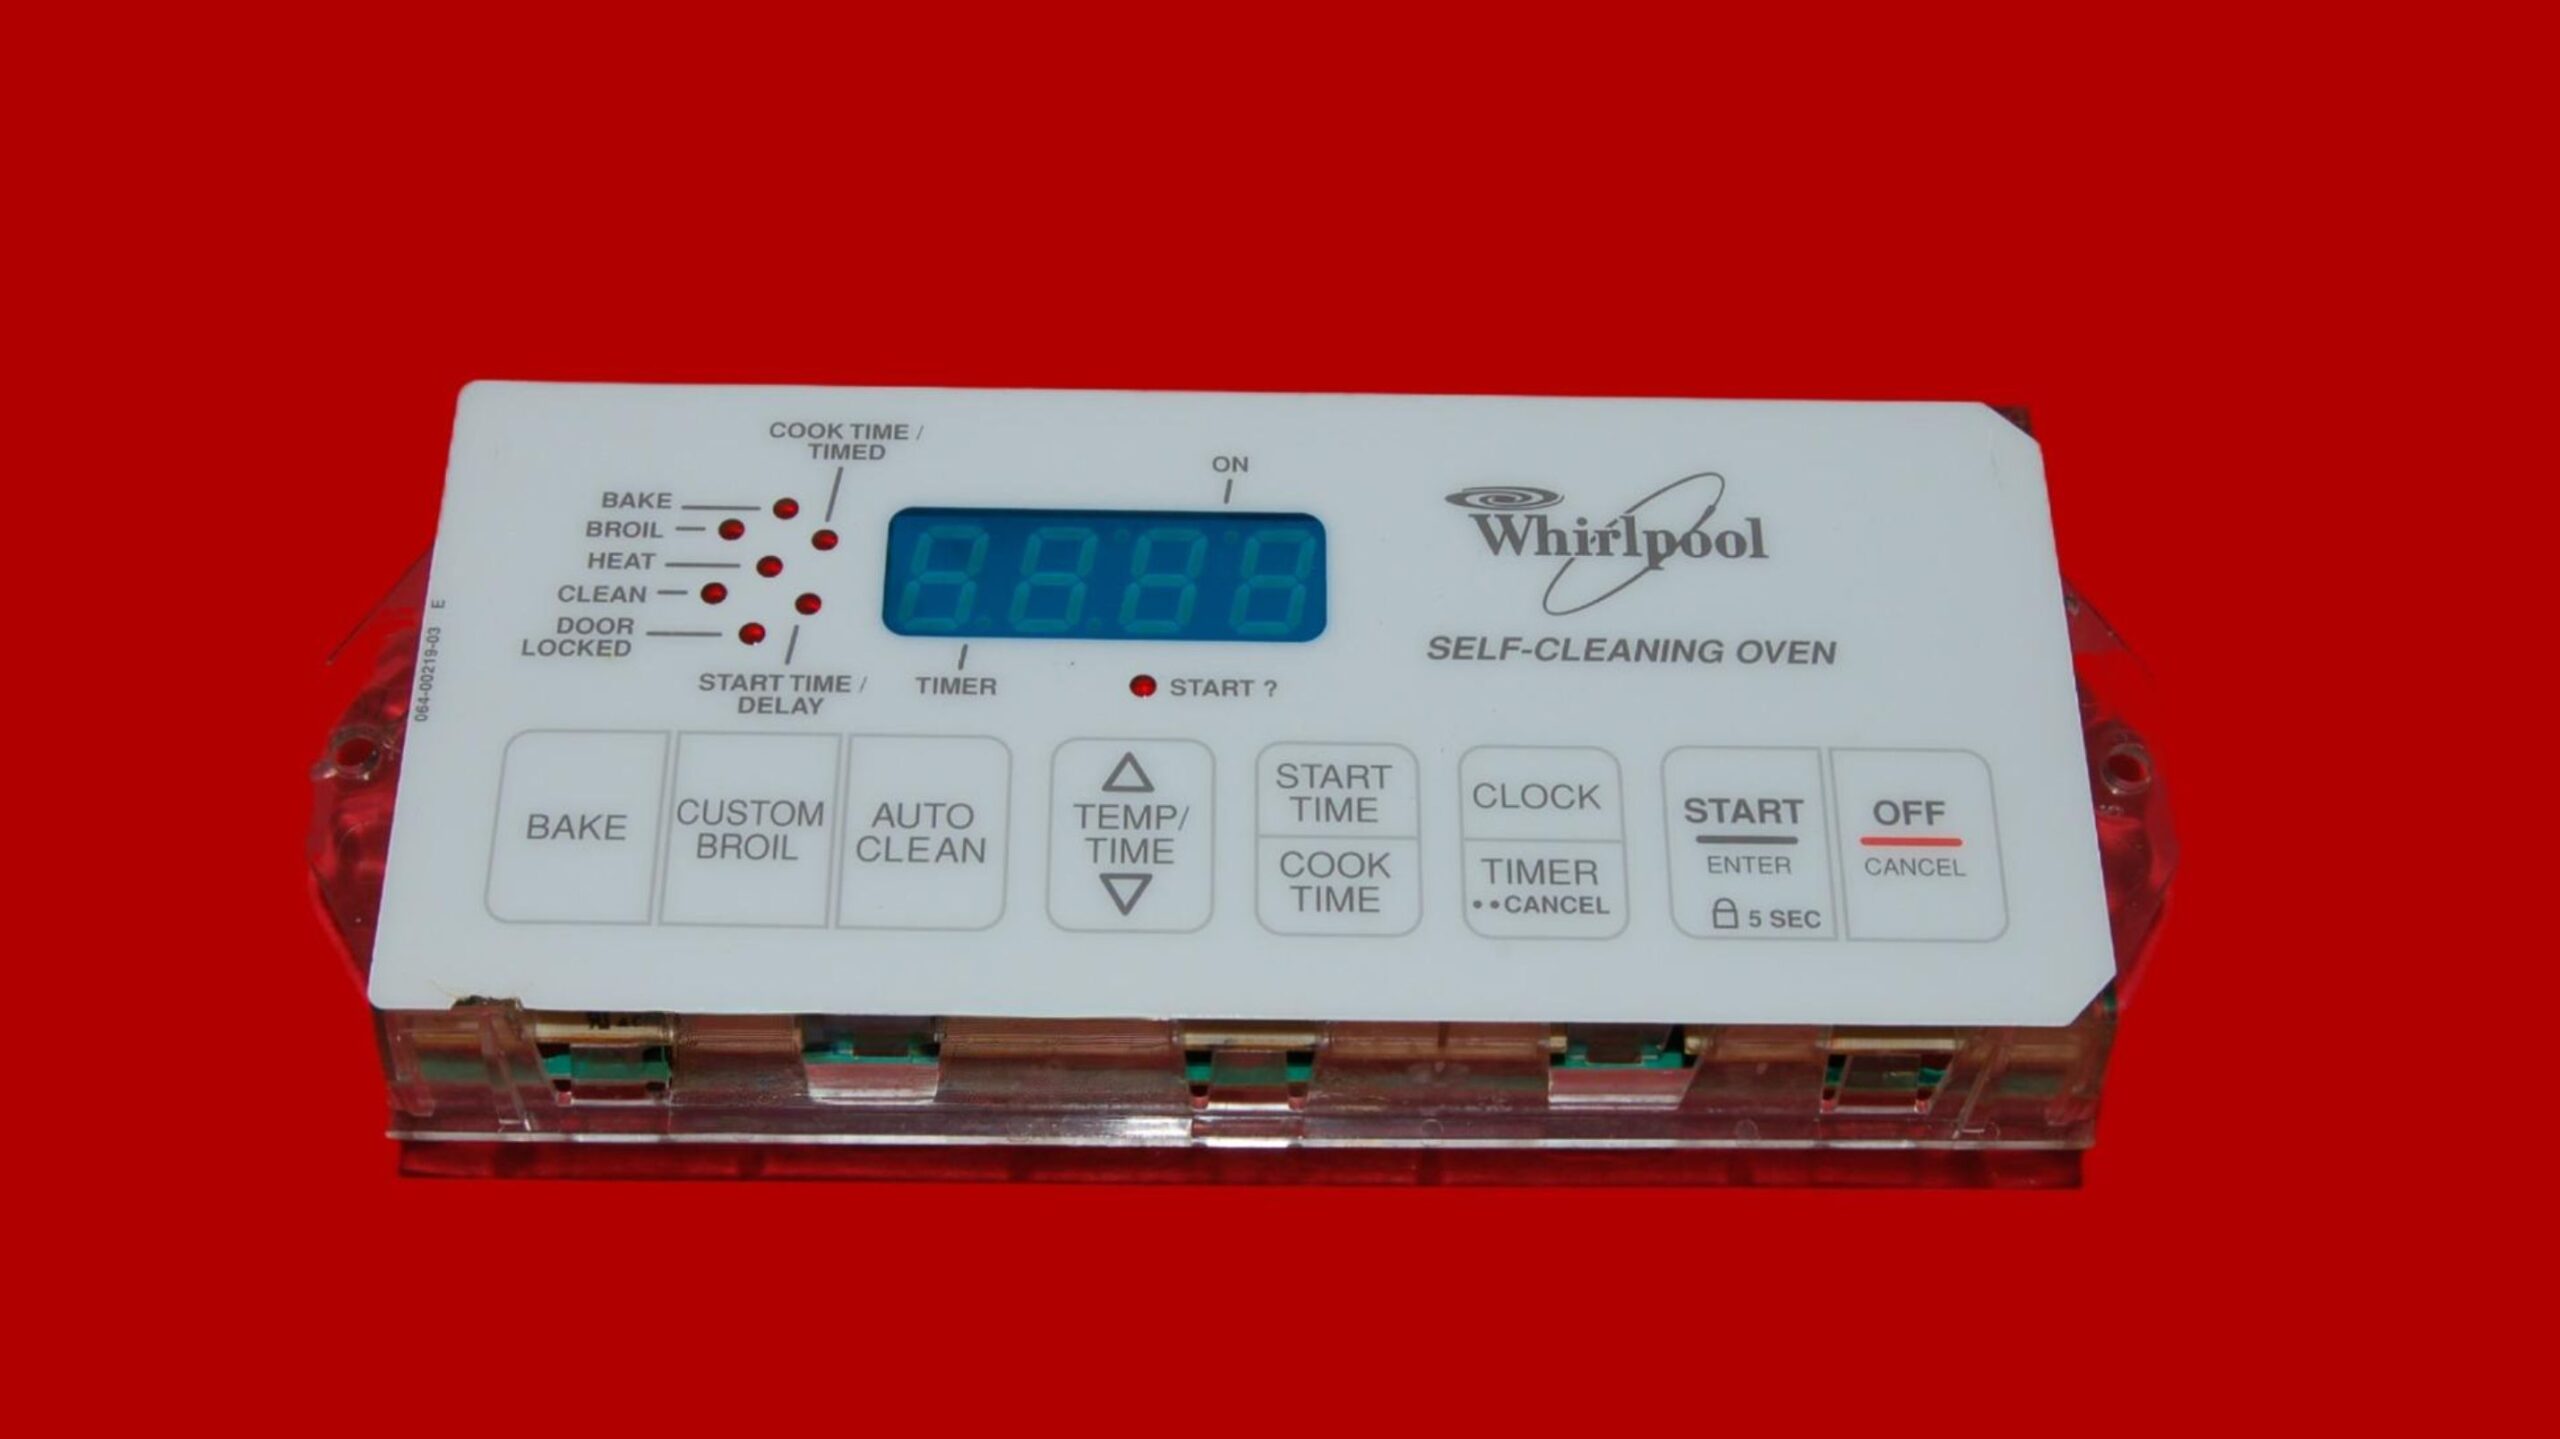 COOK TIME /
TIMED
ON
BAKE
BROIL
HEAT
CLEAN
DOOR
LOCKED
START TIME /
DELAY
TIMER
START ?
Whirlpool
SELF-CLEANING OVEN
064-00219-03 E
BAKE
CUSTOM
BROIL
AUTO
CLEAN
TEMP/
TIME
START
TIME
COOK
TIME
CLOCK
TIMER
••CANCEL
START
ENTER
5 SEC
OFF
CANCEL